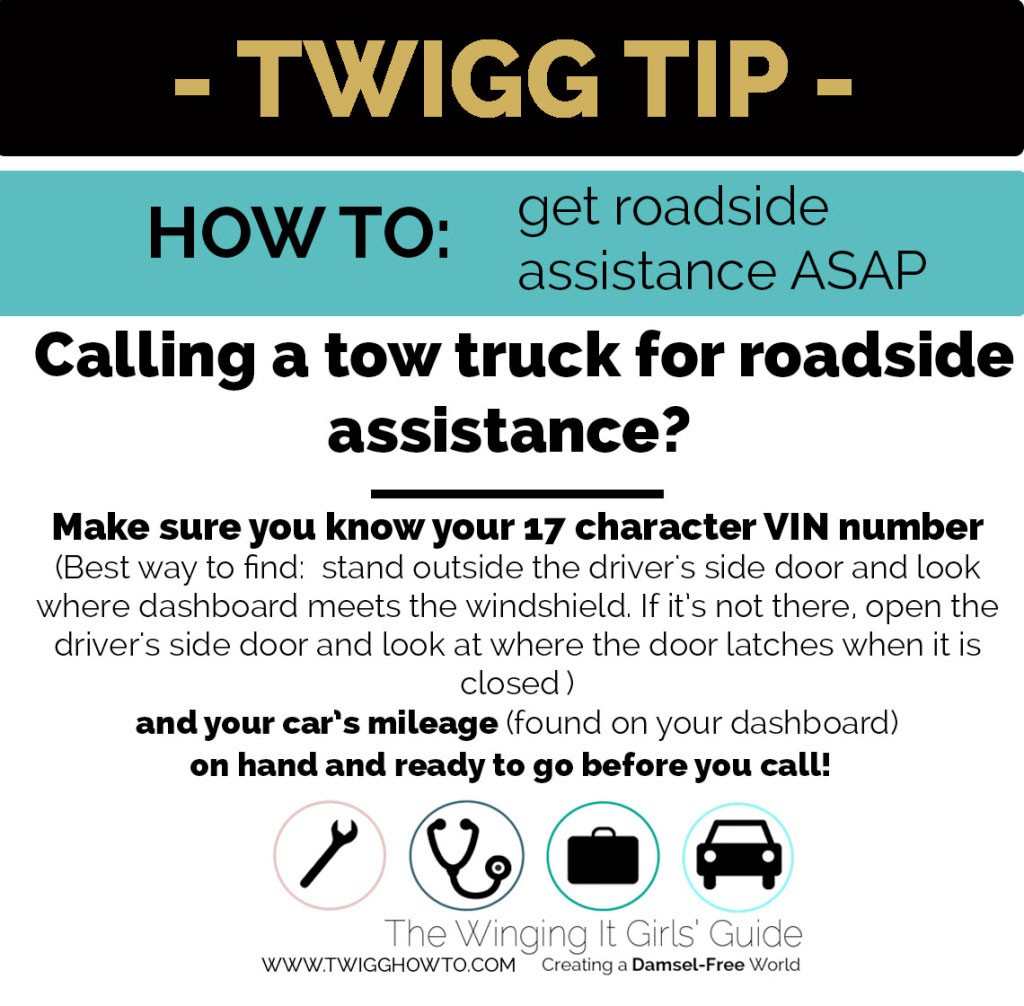 - TWIGG TIP -
HOW TO:
get roadside
assistance ASAP
Calling a tow truck for roadside
assistance?
Make sure you know your 17 character VIN number
(Best way to find:  stand outside the driver's side door and look
where dashboard meets the windshield. If it's not there, open the
driver's side door and look at where the door latches when it is
closed )
and your car's mileage (found on your dashboard)
on hand and ready to go before you call!
The Winging It Girls' Guide
WWW.TWIGGHOWTO.COM Creating a Damsel-Free World